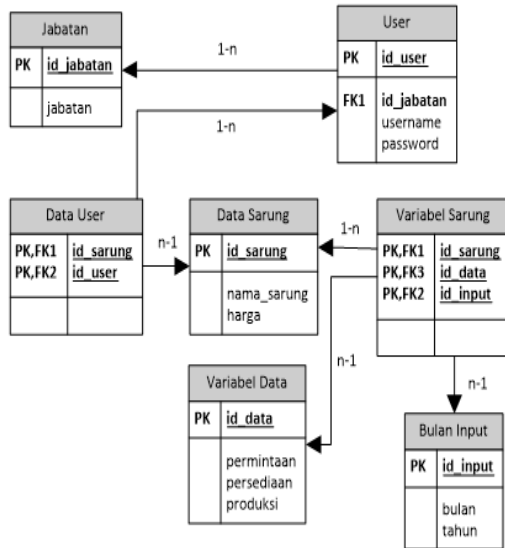 Jabatan
PK id_jabatan
jabatan
1-n
User
PK id_user
FK1 id_jabatan
username
password
1-n
Data User
PK,FK1 id_sarung
PK,FK2 id_user
n-1
Data Sarung
PK id_sarung
nama_sarung
harga
1-n
Variabel Sarung
PK,FK1 id_sarung
PK,FK3 id_data
PK,FK2 id_input
n-1
n-1
Variabel Data
PK id_data
permintaan
persediaan
produksi
Bulan Input
PK id_input
bulan
tahun